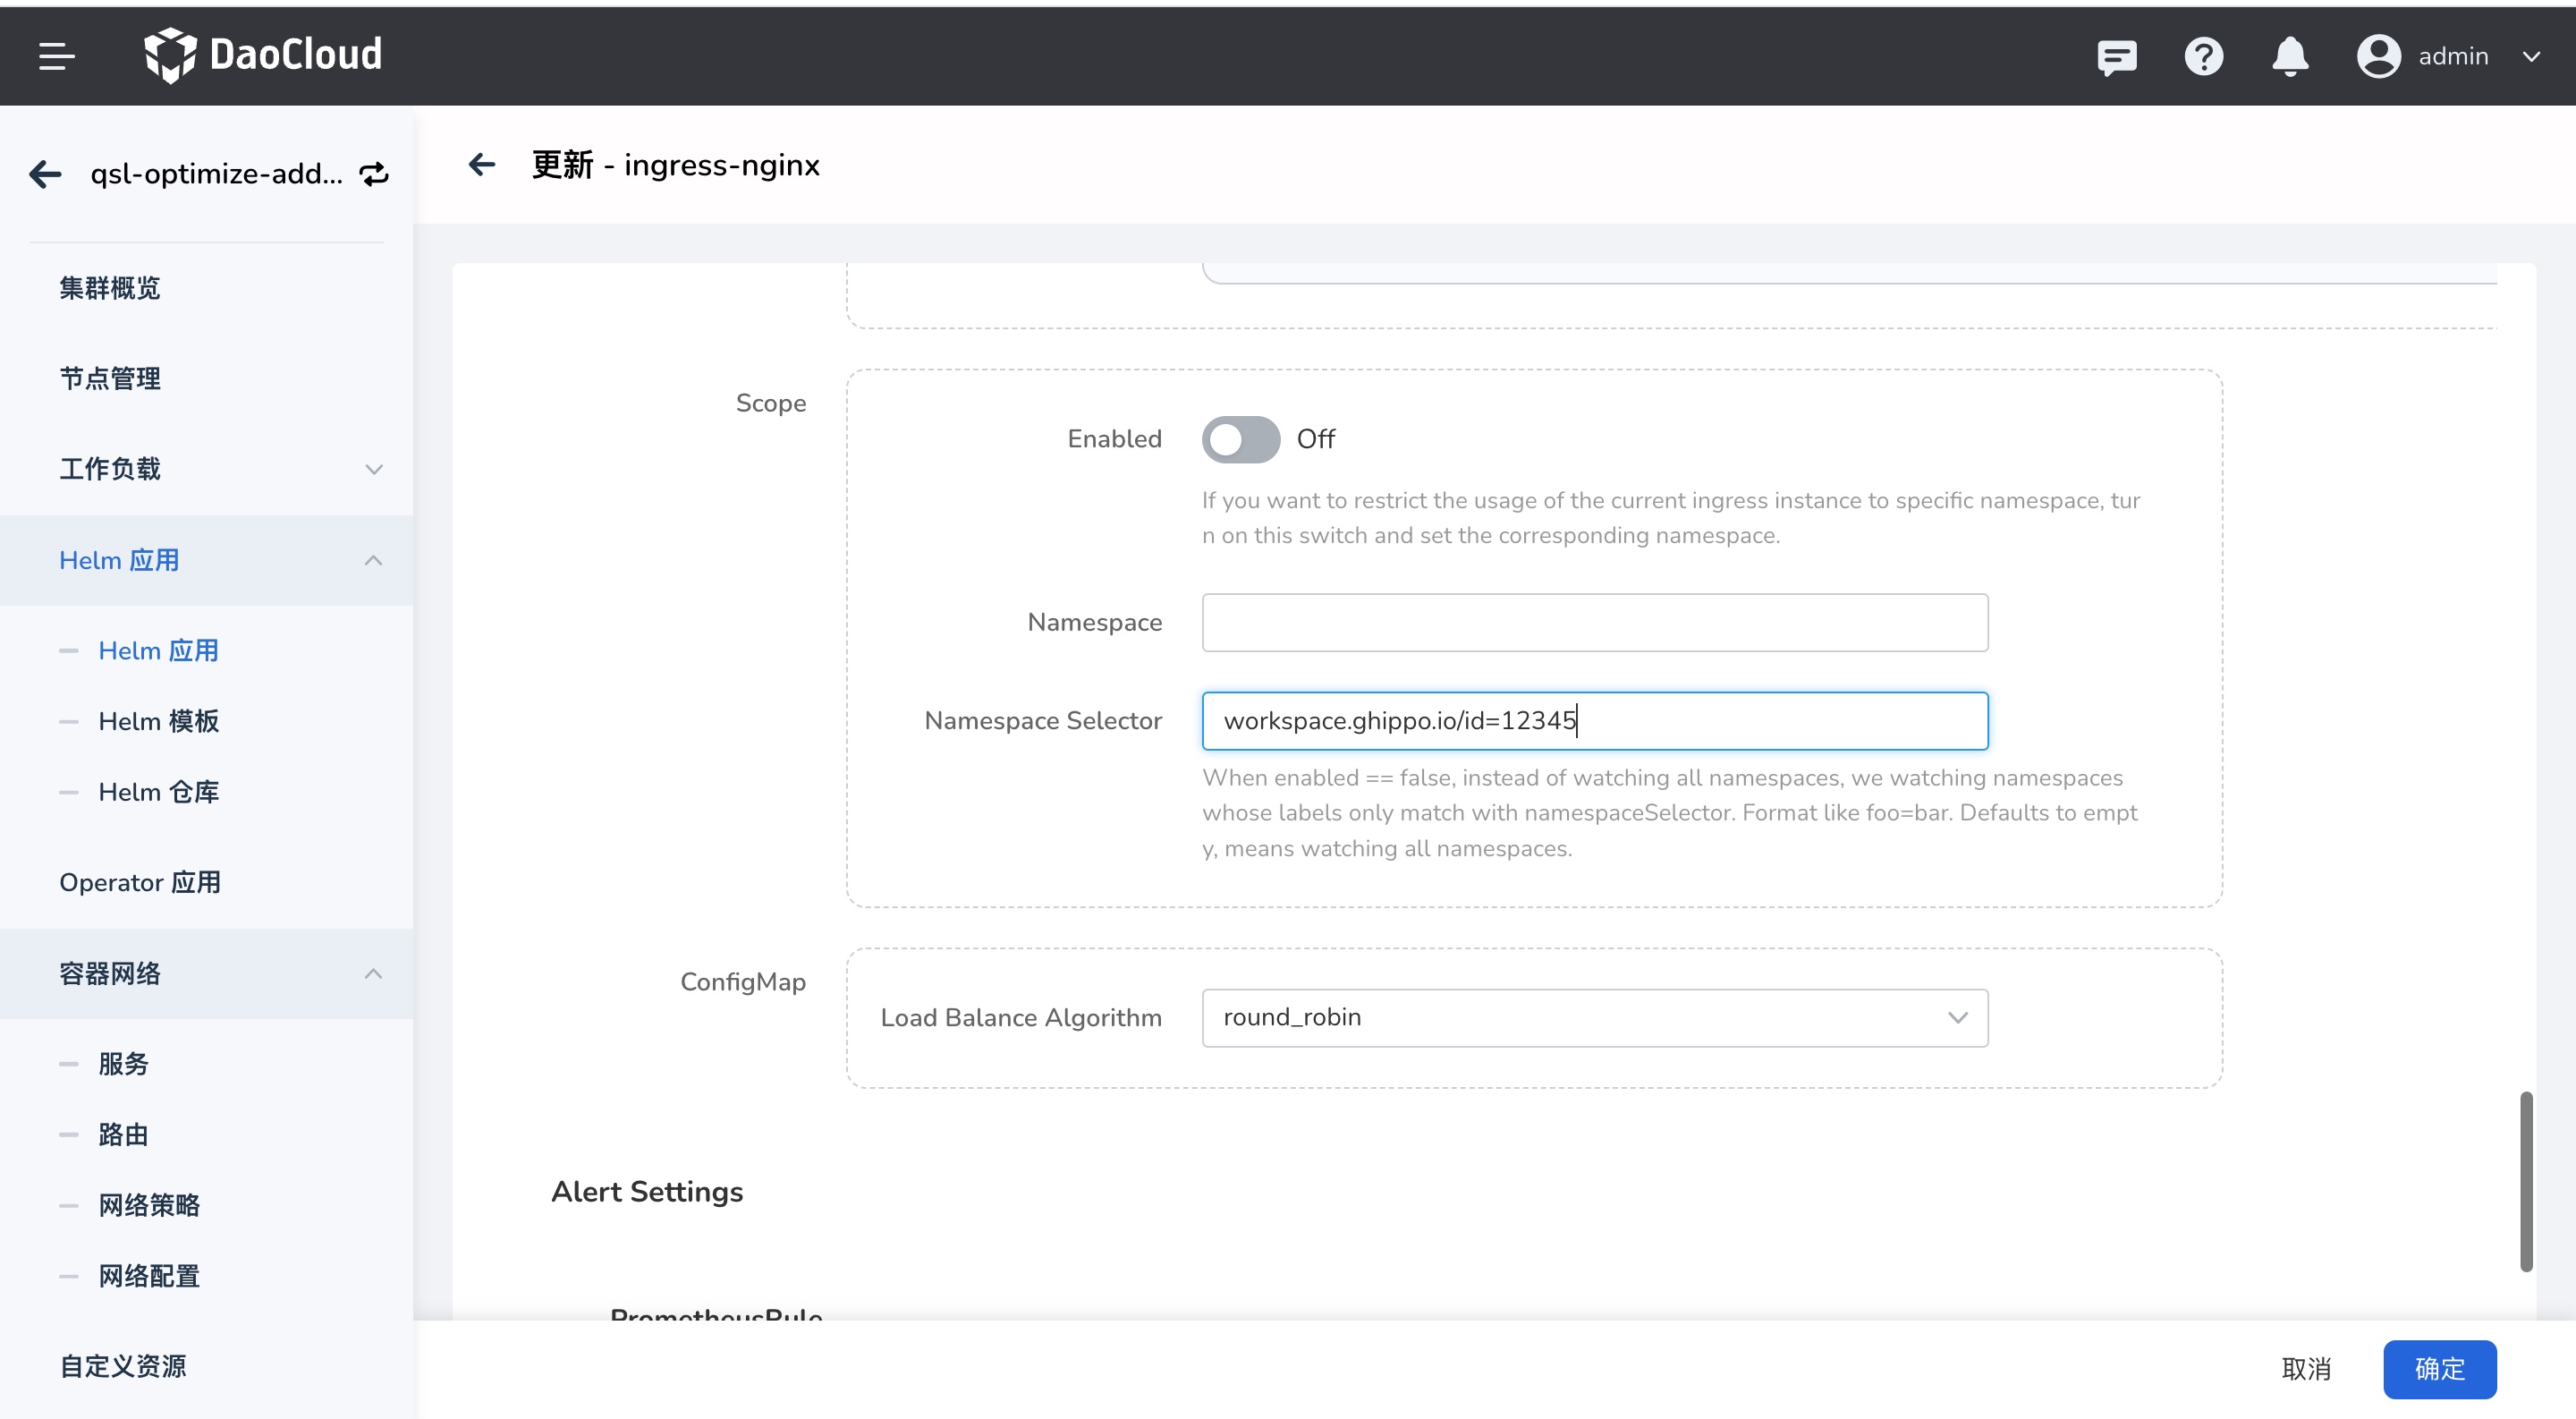 DaoCloud
admin
qsl-optimize-add...
更新 - ingress-nginx
集群概览
节点管理
工作负载
Helm 应用
Helm 应用
Helm 模板
Helm 仓库
Operator 应用
容器网络
服务
路由
网络策略
网络配置
自定义资源
Scope
Enabled
Off
If you want to restrict the usage of the current ingress instance to specific namespace, tur
n on this switch and set the corresponding namespace.
Namespace
Namespace Selector
workspace.ghippo.io/id=12345
When enabled == false, instead of watching all namespaces, we watching namespaces
whose labels only match with namespaceSelector. Format like foo=bar. Defaults to empt
y, means watching all namespaces.
ConfigMap
Load Balance Algorithm
round_robin
Alert Settings
PrometheusRule
取消
确定